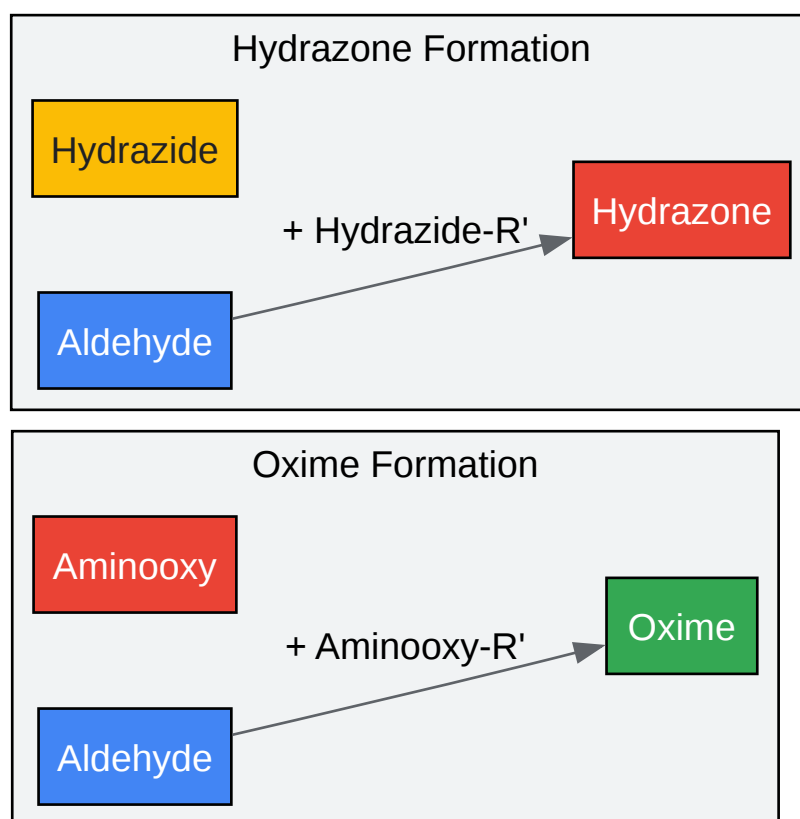 Hydrazone Formation
Hydrazide
Hydrazone
+ Hydrazide-R'
Aldehyde
Oxime Formation
Aminooxy
Oxime
+ Aminooxy-R'
Aldehyde